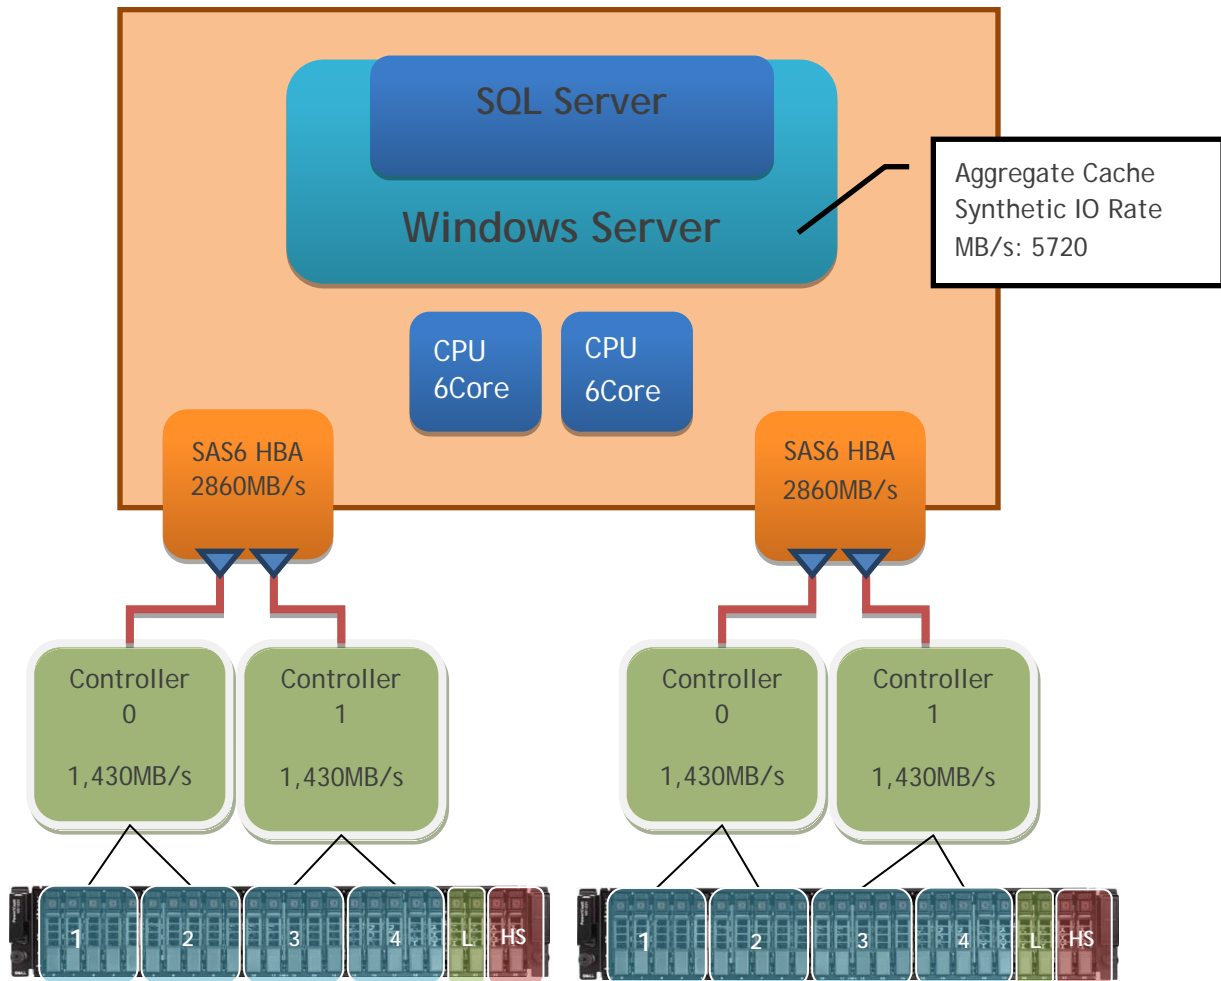 SQL Server
Windows Server
Aggregate Cache
Synthetic IO Rate
MB/s: 5720
CPU
6Core
CPU
6Core
SAS6 HBA
2860MB/s
SAS6 HBA
2860MB/s
Controller
0
1,430MB/s
Controller
1
1,430MB/s
Controller
0
1,430MB/s
Controller
1
1,430MB/s
1
2
3
4
L
HS
1
2
3
4
L
HS